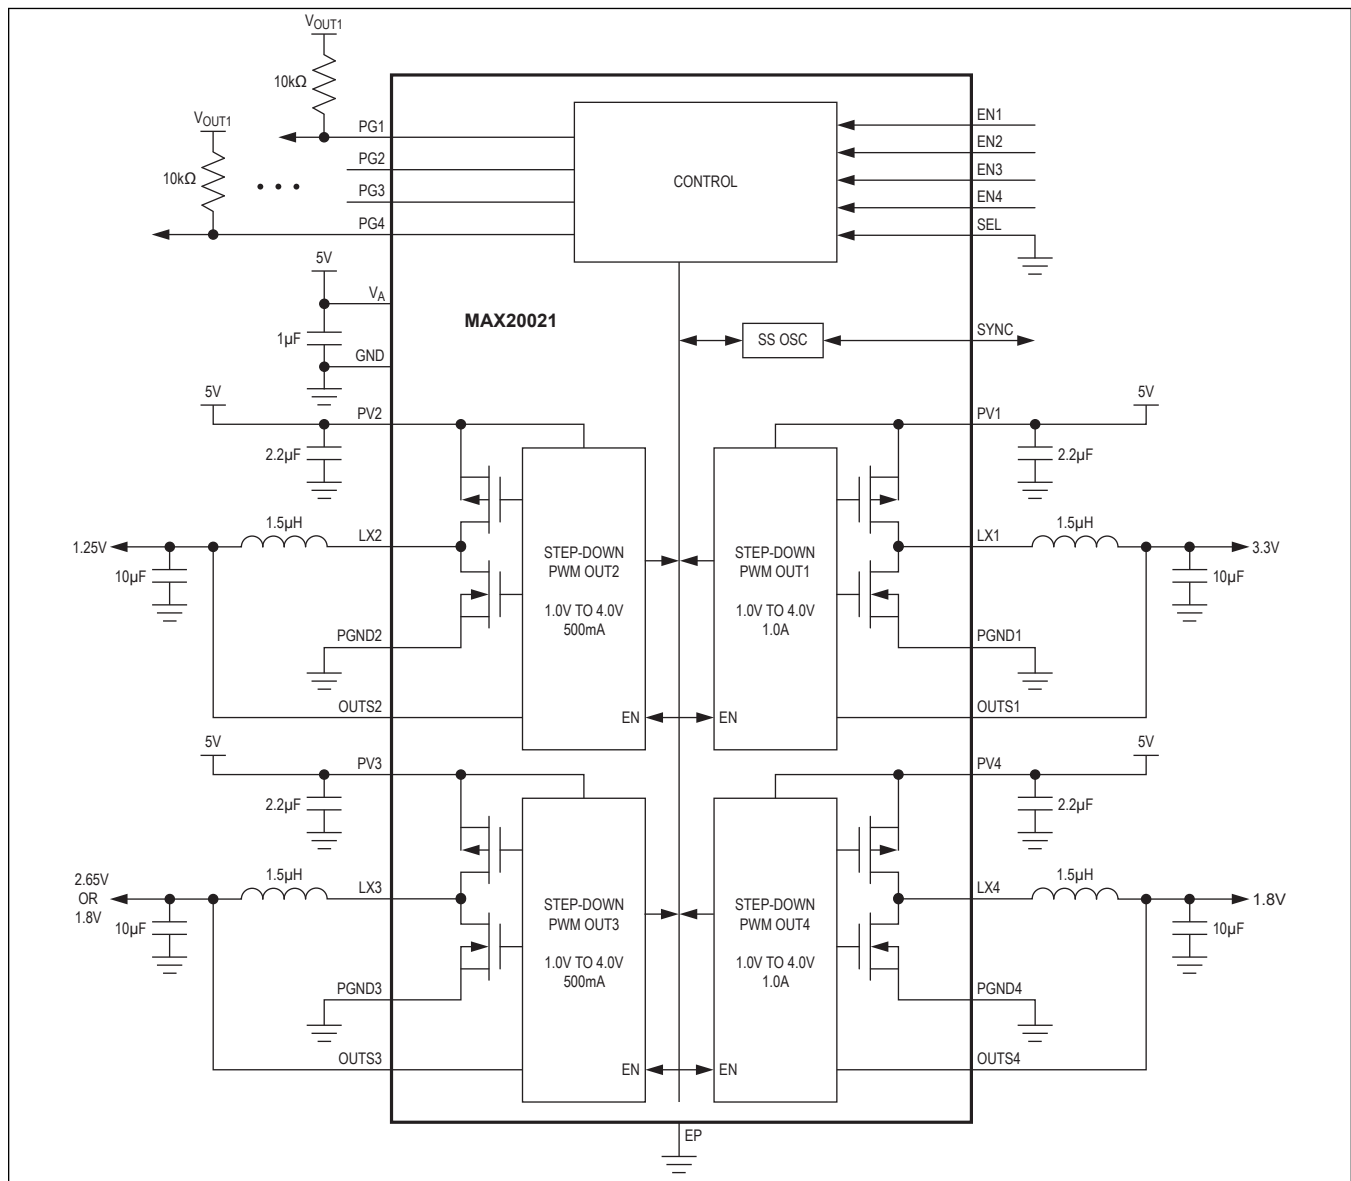 VOUT1
10kΩ
VOUT1
10kΩ
• • •
PG1
PG2
PG3
PG4
CONTROL
EN1
EN2
EN3
EN4
SEL
5V
VA
1µF
GND
MAX20021
SS OSC
SYNC
5V
PV2
2.2µF
1.5µH
LX2
1.25V
10µF
PGND2
OUTS2
STEP-DOWN
PWM OUT2
1.0V TO 4.0V
500mA
EN
STEP-DOWN
PWM OUT1
1.0V TO 4.0V
1.0A
EN
PV1
5V
2.2µF
LX1
1.5µH
3.3V
10µF
PGND1
OUTS1
5V
PV3
2.2µF
1.5µH
LX3
2.65V
OR
1.8V
10µF
PGND3
OUTS3
STEP-DOWN
PWM OUT3
1.0V TO 4.0V
500mA
EN
STEP-DOWN
PWM OUT4
1.0V TO 4.0V
1.0A
EN
PV4
5V
2.2µF
LX4
1.5µH
1.8V
10µF
PGND4
OUTS4
EP